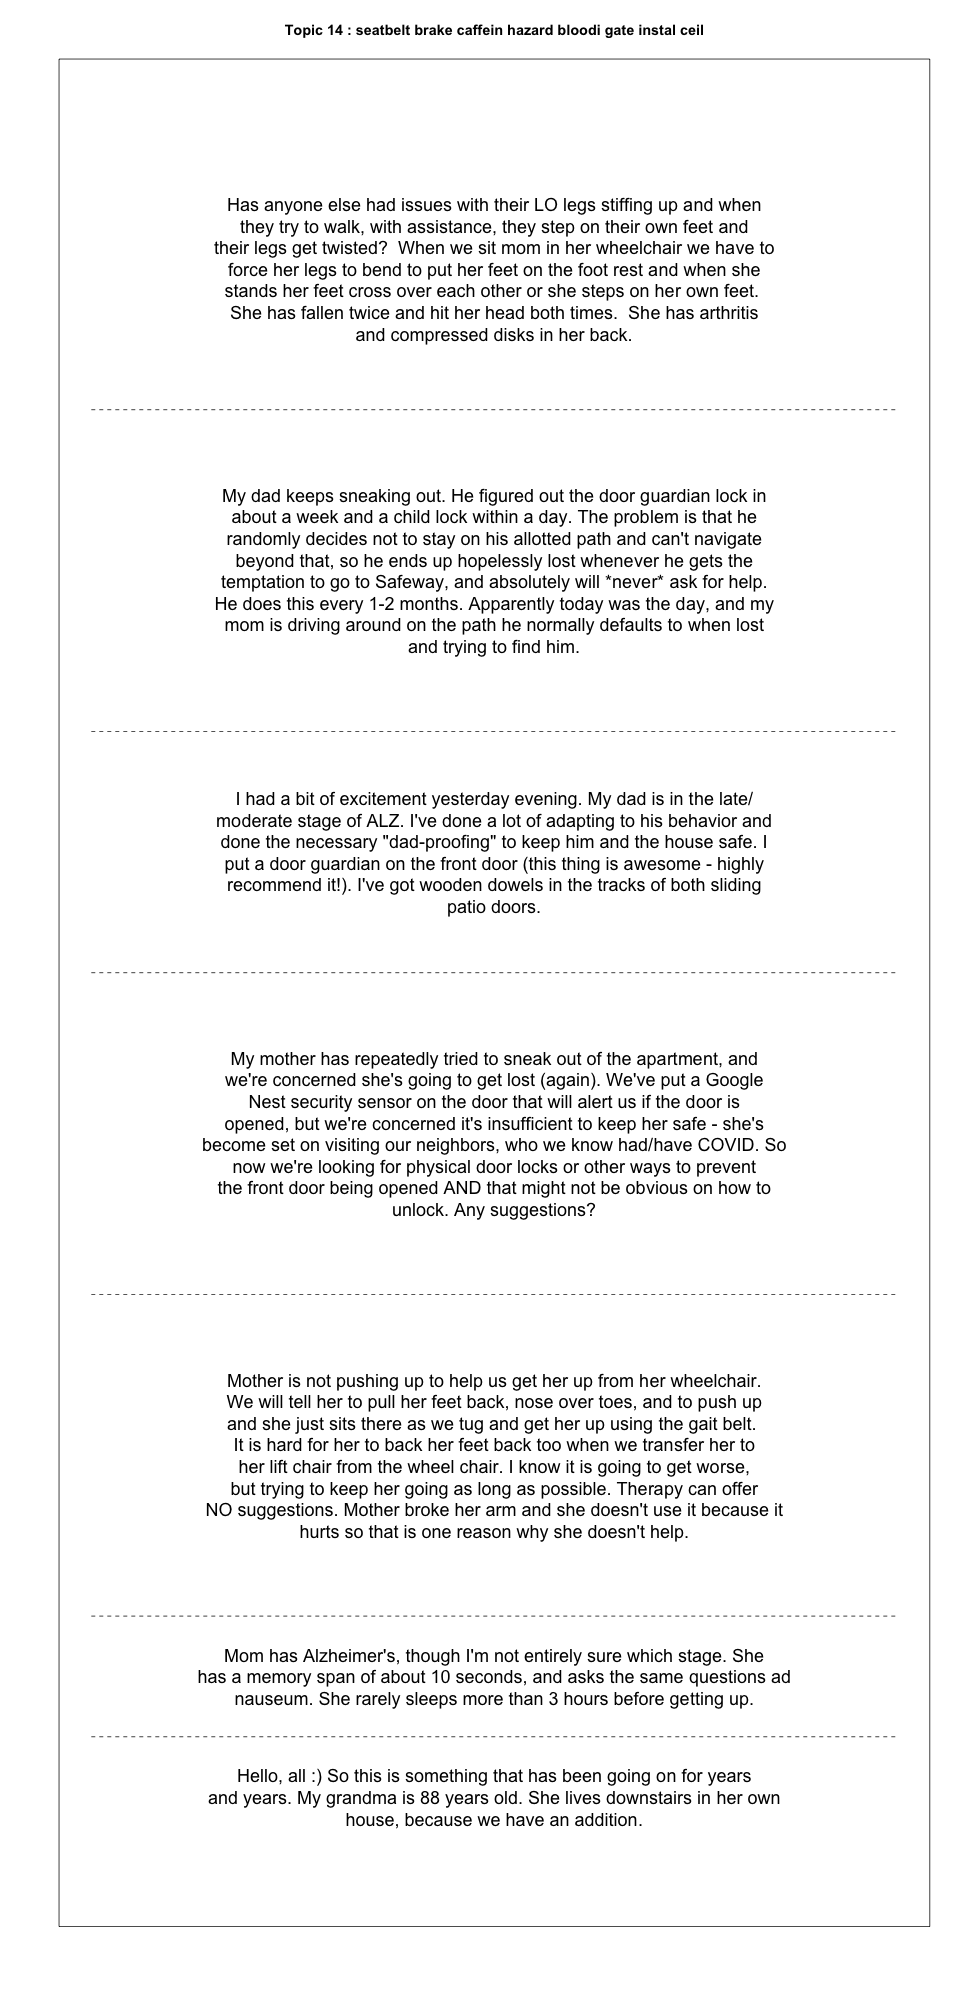 Topic 14 : seatbelt brake caffein hazard bloodi gate instal ceil
Has anyone else had issues with their LO legs stiffing up and when
they try to walk, with assistance, they step on their own feet and
their legs get twisted?  When we sit mom in her wheelchair we have to
force her legs to bend to put her feet on the foot rest and when she
stands her feet cross over each other or she steps on her own feet.
She has fallen twice and hit her head both times.  She has arthritis
and compressed disks in her back.
My dad keeps sneaking out. He figured out the door guardian lock in
about a week and a child lock within a day. The problem is that he
randomly decides not to stay on his allotted path and can't navigate
beyond that, so he ends up hopelessly lost whenever he gets the
temptation to go to Safeway, and absolutely will *never* ask for help.
He does this every 1-2 months. Apparently today was the day, and my
mom is driving around on the path he normally defaults to when lost
and trying to find him.
I had a bit of excitement yesterday evening. My dad is in the late/
moderate stage of ALZ. I've done a lot of adapting to his behavior and
done the necessary "dad-proofing" to keep him and the house safe. I
put a door guardian on the front door (this thing is awesome - highly
recommend it!). I've got wooden dowels in the tracks of both sliding
patio doors.
My mother has repeatedly tried to sneak out of the apartment, and
we're concerned she's going to get lost (again). We've put a Google
Nest security sensor on the door that will alert us if the door is
opened, but we're concerned it's insufficient to keep her safe - she's
become set on visiting our neighbors, who we know had/have COVID. So
now we're looking for physical door locks or other ways to prevent
the front door being opened AND that might not be obvious on how to
unlock. Any suggestions?
Mother is not pushing up to help us get her up from her wheelchair.
We will tell her to pull her feet back, nose over toes, and to push up
and she just sits there as we tug and get her up using the gait belt.
It is hard for her to back her feet back too when we transfer her to
her lift chair from the wheel chair. I know it is going to get worse,
but trying to keep her going as long as possible. Therapy can offer
NO suggestions. Mother broke her arm and she doesn't use it because it
hurts so that is one reason why she doesn't help.
Mom has Alzheimer's, though I'm not entirely sure which stage. She
has a memory span of about 10 seconds, and asks the same questions ad
nauseum. She rarely sleeps more than 3 hours before getting up.
Hello, all :) So this is something that has been going on for years
and years. My grandma is 88 years old. She lives downstairs in her own
house, because we have an addition.